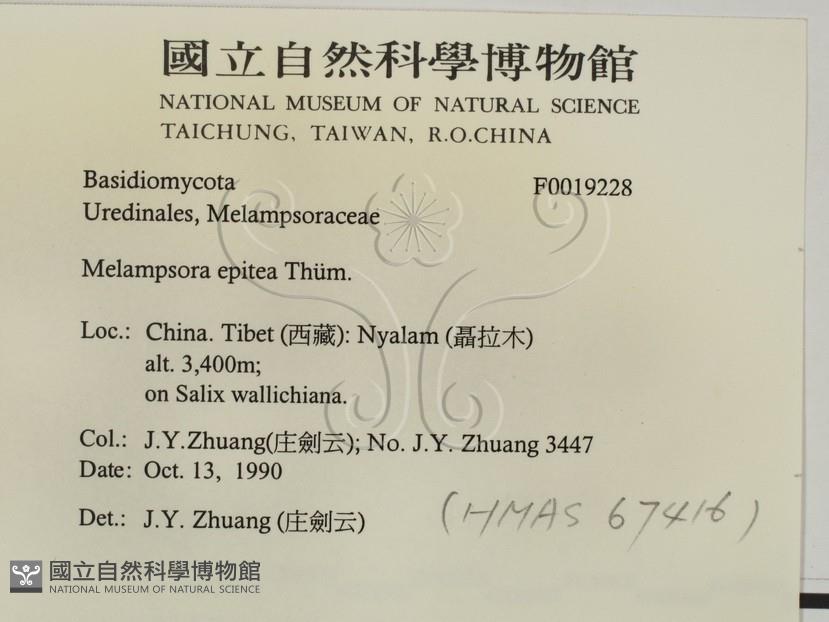 國立自然科學博物館
NATIONAL MUSEUM OF NATURAL SCIENCE
TAICHUNG, TAIWAN, R.O.CHINA
Basidiomycota F0019228
Uredinales, Melampsoraceae
Melampsora epitea Thüm.
Loc.: China. Tibet (西藏): Nyalam (聶拉木)
alt. 3,400m;
on Salix wallichiana.
Col.: J.Y.Zhuang(庄劍云); No. J.Y. Zhuang 3447
Date: Oct. 13, 1990
Det.: J.Y. Zhuang (庄劍云) (HMAS 67416)
國立自然科學博物館
NATIONAL MUSEUM OF NATURAL SCIENCE